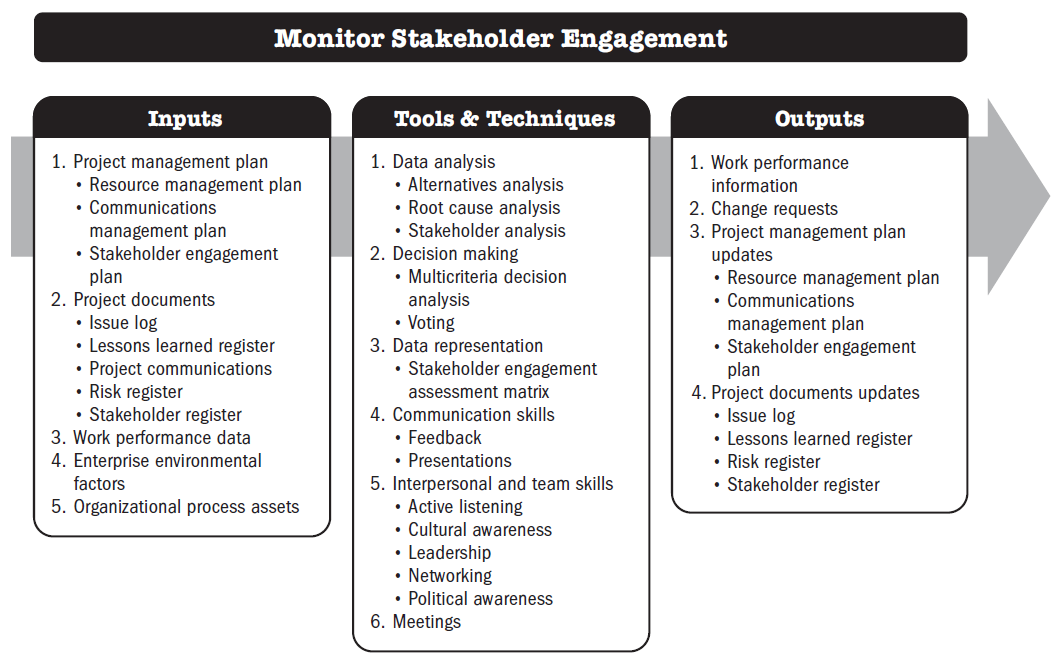 Monitor Stakeholder Engagement
Inputs
1. Project management plan
• Resource management plan
• Communications
management plan
• Stakeholder engagement
plan
2. Project documents
• Issue log
• Lessons learned register
• Project communications
• Risk register
• Stakeholder register
3. Work performance data
4. Enterprise environmental
factors
5. Organizational process assets
Tools & Techniques
1. Data analysis
• Alternatives analysis
• Root cause analysis
• Stakeholder analysis
2. Decision making
• Multicriteria decision
analysis
• Voting
3. Data representation
• Stakeholder engagement
assessment matrix
4. Communication skills
• Feedback
• Presentations
5. Interpersonal and team skills
• Active listening
• Cultural awareness
• Leadership
• Networking
• Political awareness
6. Meetings
Outputs
1. Work performance
information
2. Change requests
3. Project management plan
updates
• Resource management plan
• Communications
management plan
• Stakeholder engagement
plan
4. Project documents updates
• Issue log
• Lessons learned register
• Risk register
• Stakeholder register